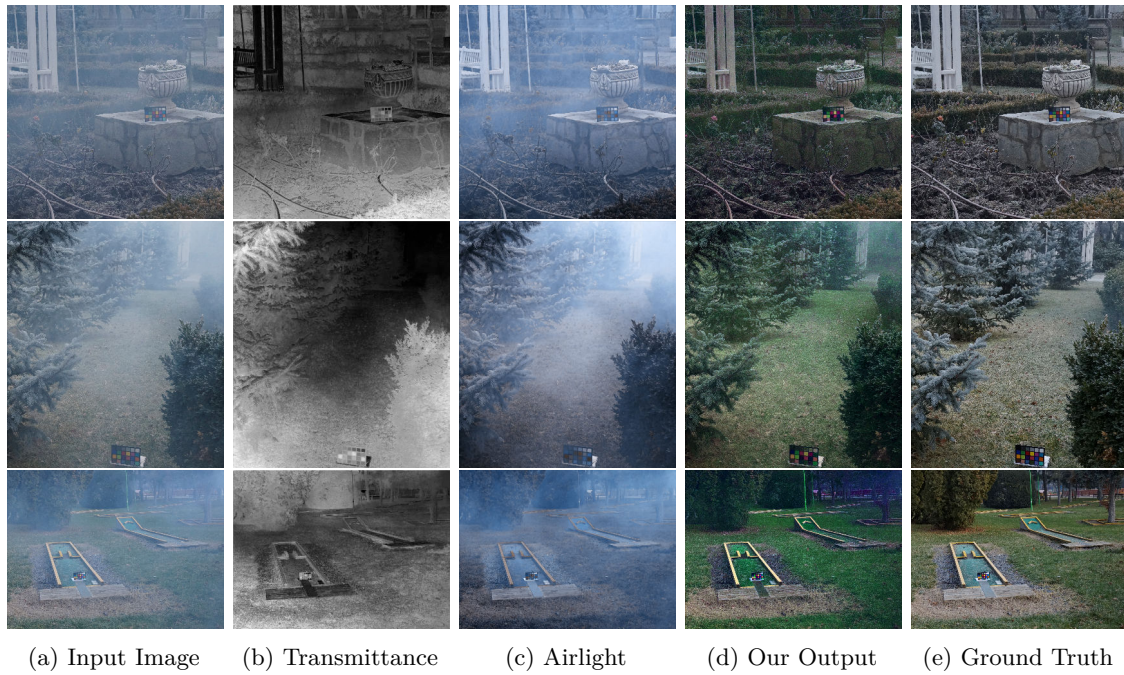 (a) Input Image
(b) Transmittance
(c) Airlight
(d) Our Output
(e) Ground Truth